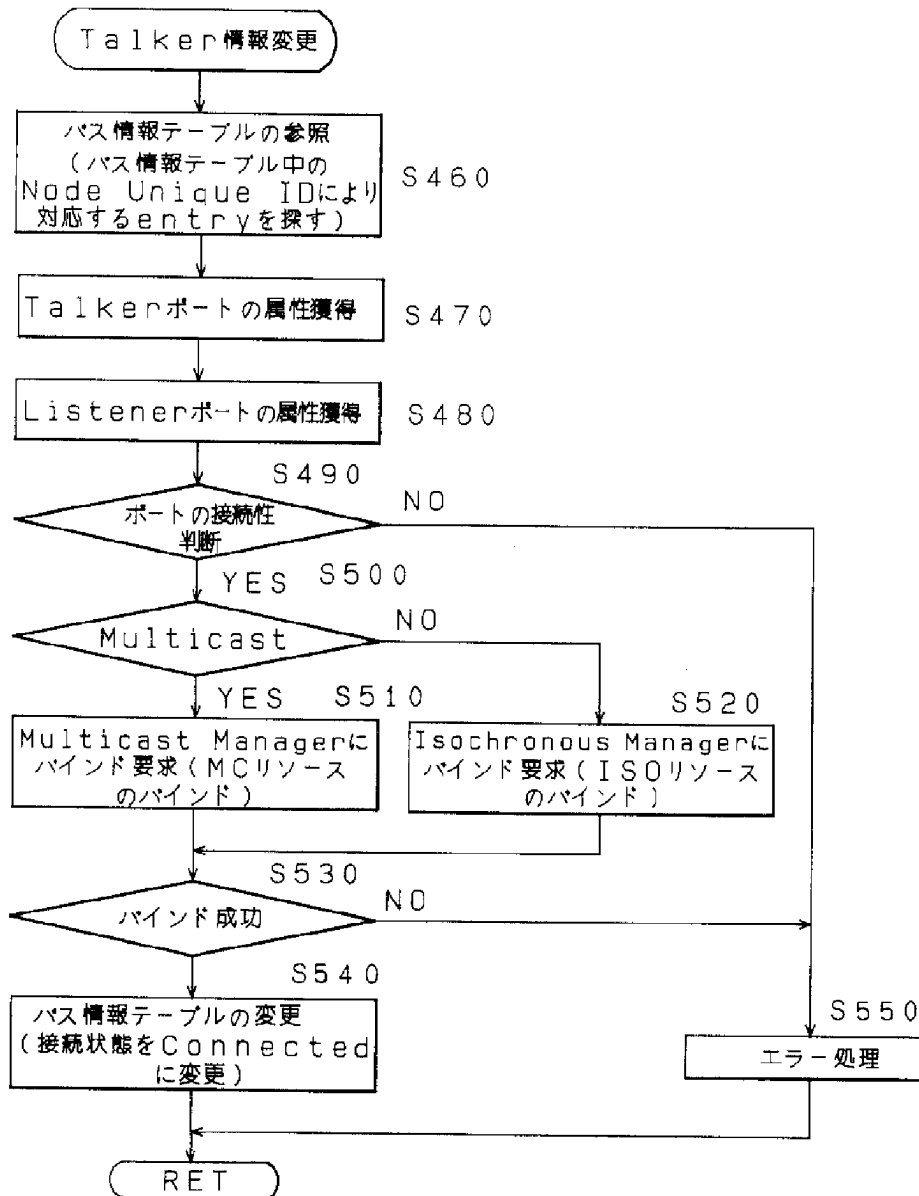 Talker情報変更
パス情報テーブルの参照
（パス情報テーブル中の
Node Unique IDにより
対応するentryを探す）
S460
Talkerポートの属性獲得
S470
Listenerポートの属性獲得
S480
S490
ポートの接続性
判断
NO
YES
S500
Multicast
NO
YES
S510
S520
Multicast Managerに
バインド要求（MCリソース
のバインド）
Isochronous Managerに
バインド要求（ISOリソース
のバインド）
S530
バインド成功
NO
S540
パス情報テーブルの変更
（接続状態をConnected
に変更）
S550
エラー処理
RET